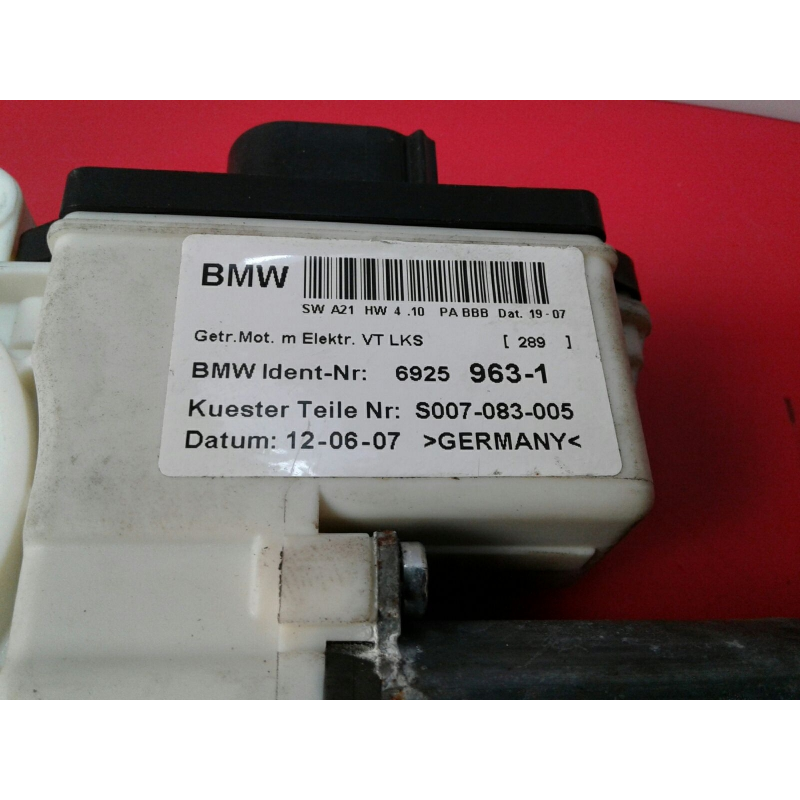 BMW
SW A21 HW 4 .10 PA BBB Dat. 19-07
Getr.Mot. m Elektr. VT LKS [ 289 ]
BMW Ident-Nr: 6925 963-1
Kuester Teile Nr: S007-083-005
Datum: 12-06-07 >GERMANY<